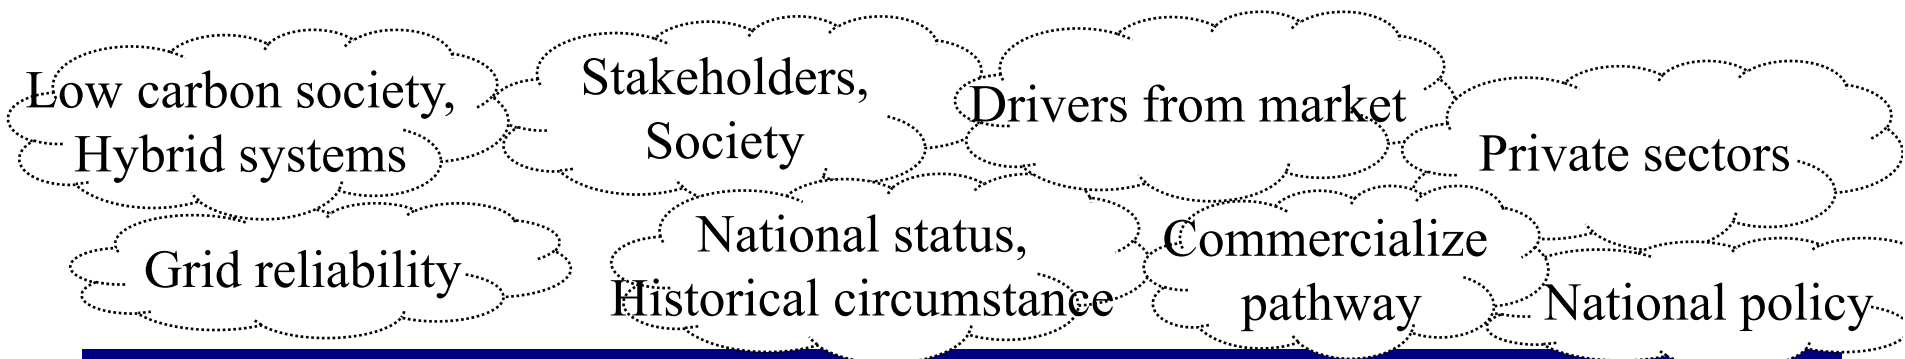 Low carbon society,
Hybrid systems
Stakeholders,
Society
Drivers from market
Private sectors
Grid reliability
National status,
Historical circumstance
Commercialize
pathway
National policy